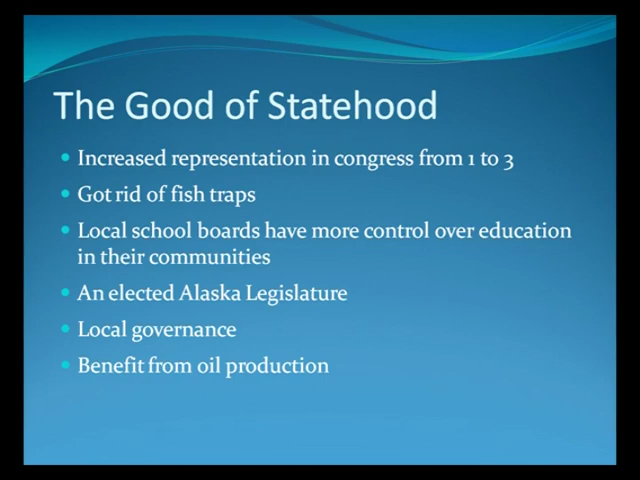 The Good of Statehood
Increased representation in congress from 1 to 3
Got rid of fish traps
Local school boards have more control over education
in their communities
An elected Alaska Legislature
Local governance
Benefit from oil production